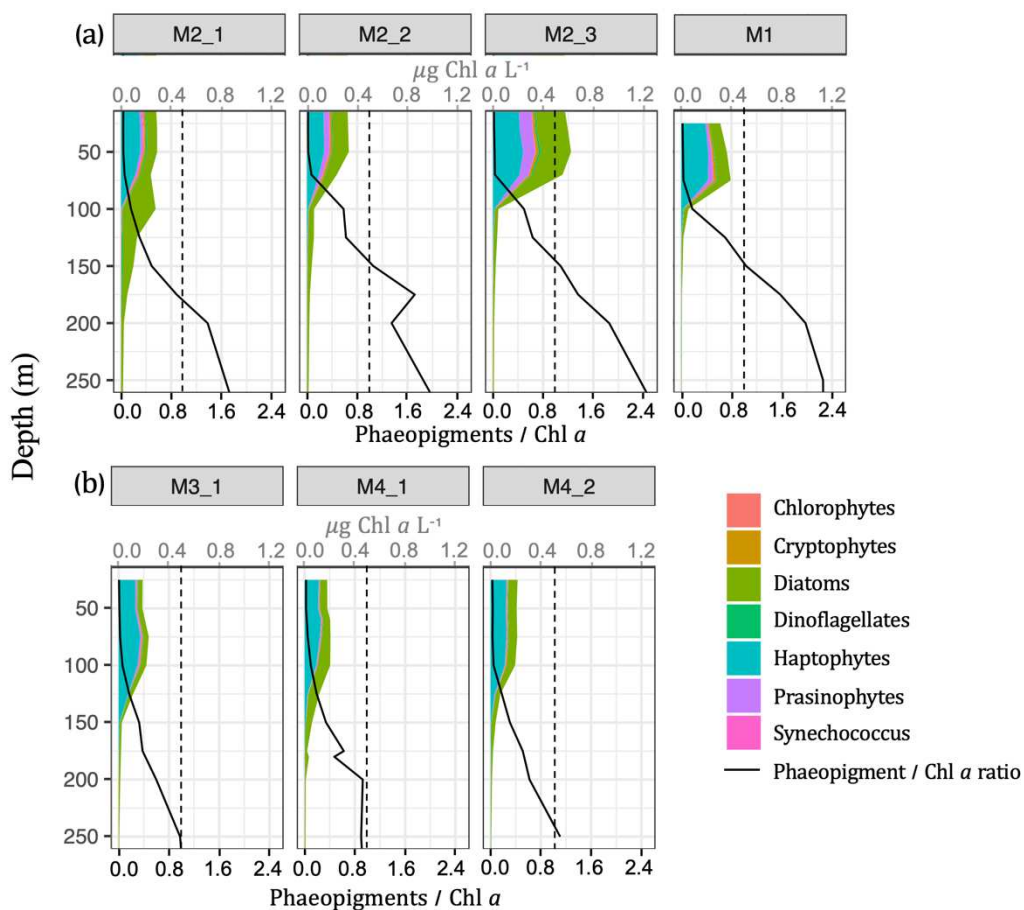 (a)
M2_1 M2_2 M2_3 M1
μg Chl a L⁻¹
0.0 0.4 1.2 0.0 0.4 0.8 1.2 0.0 0.4 0.8 1.2 0.0 0.4 0.8 1.2
50
100
150
200
250
0.0 0.8 1.6 2.4 0.0 0.8 1.6 2.4 0.0 0.8 1.6 2.4 0.0 0.8 1.6 2.4
Phaeopigments / Chl a
Depth (m)
(b)
M3_1 M4_1 M4_2
μg Chl a L⁻¹
0.0 0.4 0.8 1.2 0.0 0.4 0.8 1.2 0.0 0.4 0.8 1.2
50
100
150
200
250
0.0 0.8 1.6 2.4 0.0 0.8 1.6 2.4 0.0 0.8 1.6 2.4
Phaeopigments / Chl a
Chlorophytes
Cryptophytes
Diatoms
Dinoflagellates
Haptophytes
Prasinophytes
Synechococcus
Phaeopigment / Chl a ratio